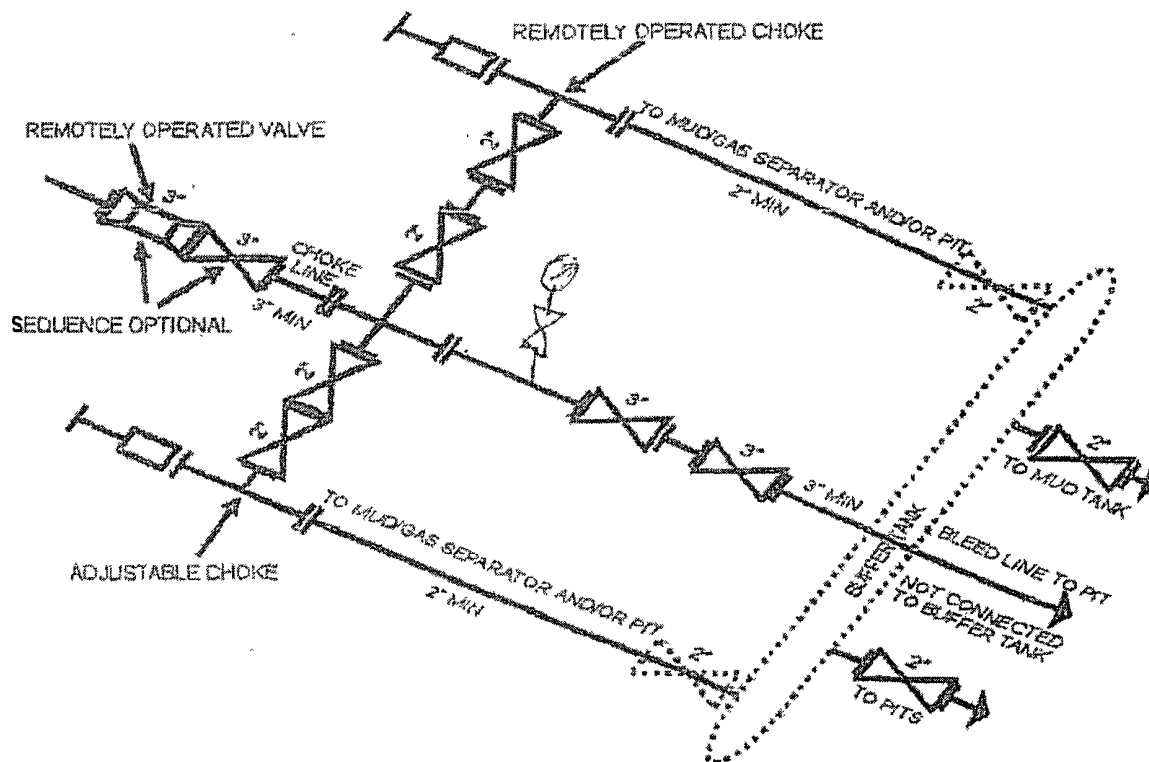 REMOTELY OPERATED CHOKE
REMOTELY OPERATED VALVE
TO MUD/GAS SEPARATOR AND/OR PIT
2" MIN
2"
2"
2"
3"
3"
CHOKE
LINE
3" MIN
SEQUENCE OPTIONAL
2"
2"
3"
3"
3" MIN
2"
TO MUD TANK
BUFFER TANK
BLEED LINE TO PIT
NOT CONNECTED
TO BUFFER TANK
ADJUSTABLE CHOKE
TO MUD/GAS SEPARATOR AND/OR PIT
2" MIN
2"
2"
TO PITS